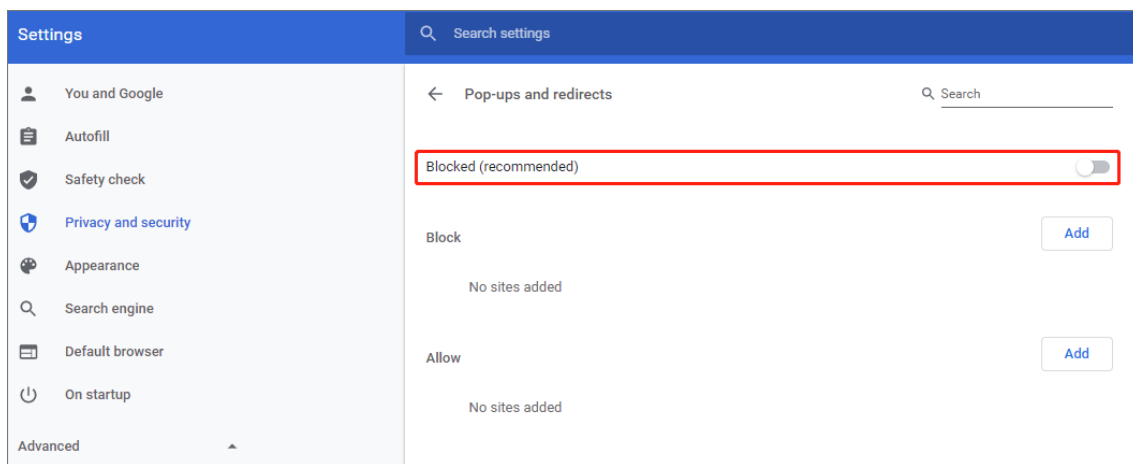 Settings
Search settings
You and Google
Autofill
Safety check
Privacy and security
Appearance
Search engine
Default browser
On startup
Advanced
Pop-ups and redirects
Search
Blocked (recommended)
Block
Add
No sites added
Allow
Add
No sites added